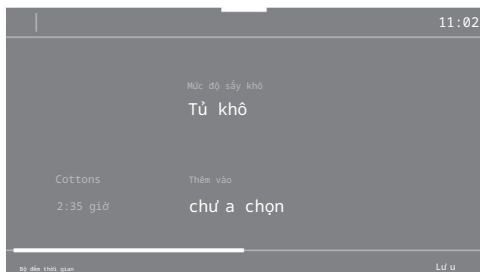 11:02
Mức độ sấy khô
Tủ khô
Cottons
Thêm vào
2:35 giờ
chưa chọn
Bộ đếm thời gian
Lưu